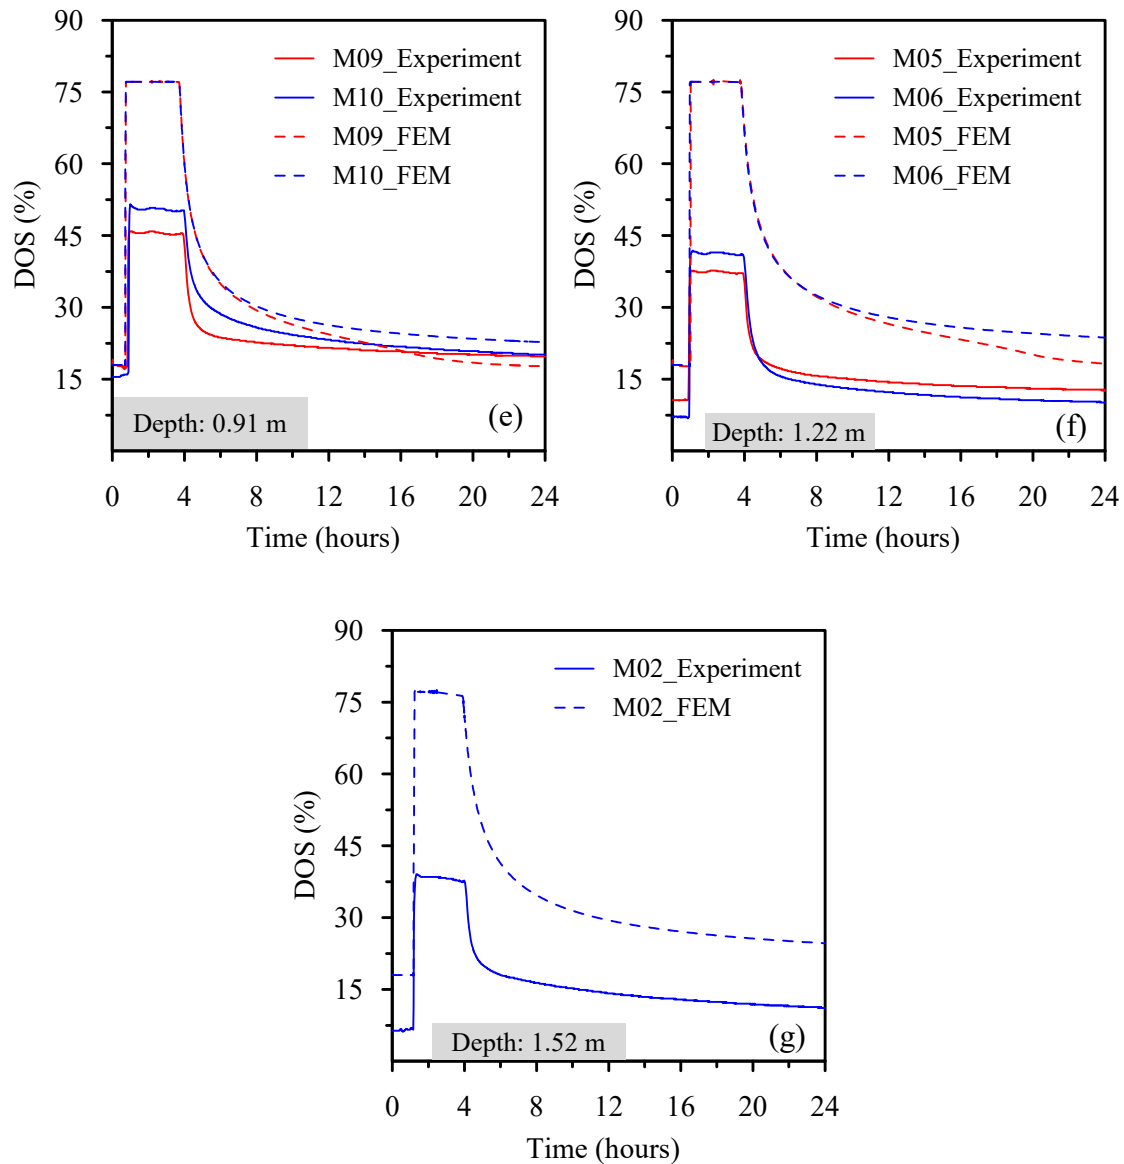 90
75
60
45
30
15
DOS (%)
M09_Experiment
M10_Experiment
M09_FEM
M10_FEM
Depth: 0.91 m
(e)
0 4 8 12 16 20 24
Time (hours)
90
75
60
45
30
15
DOS (%)
M05_Experiment
M06_Experiment
M05_FEM
M06_FEM
Depth: 1.22 m
(f)
0 4 8 12 16 20 24
Time (hours)
90
75
60
45
30
15
DOS (%)
M02_Experiment
M02_FEM
Depth: 1.52 m
(g)
0 4 8 12 16 20 24
Time (hours)